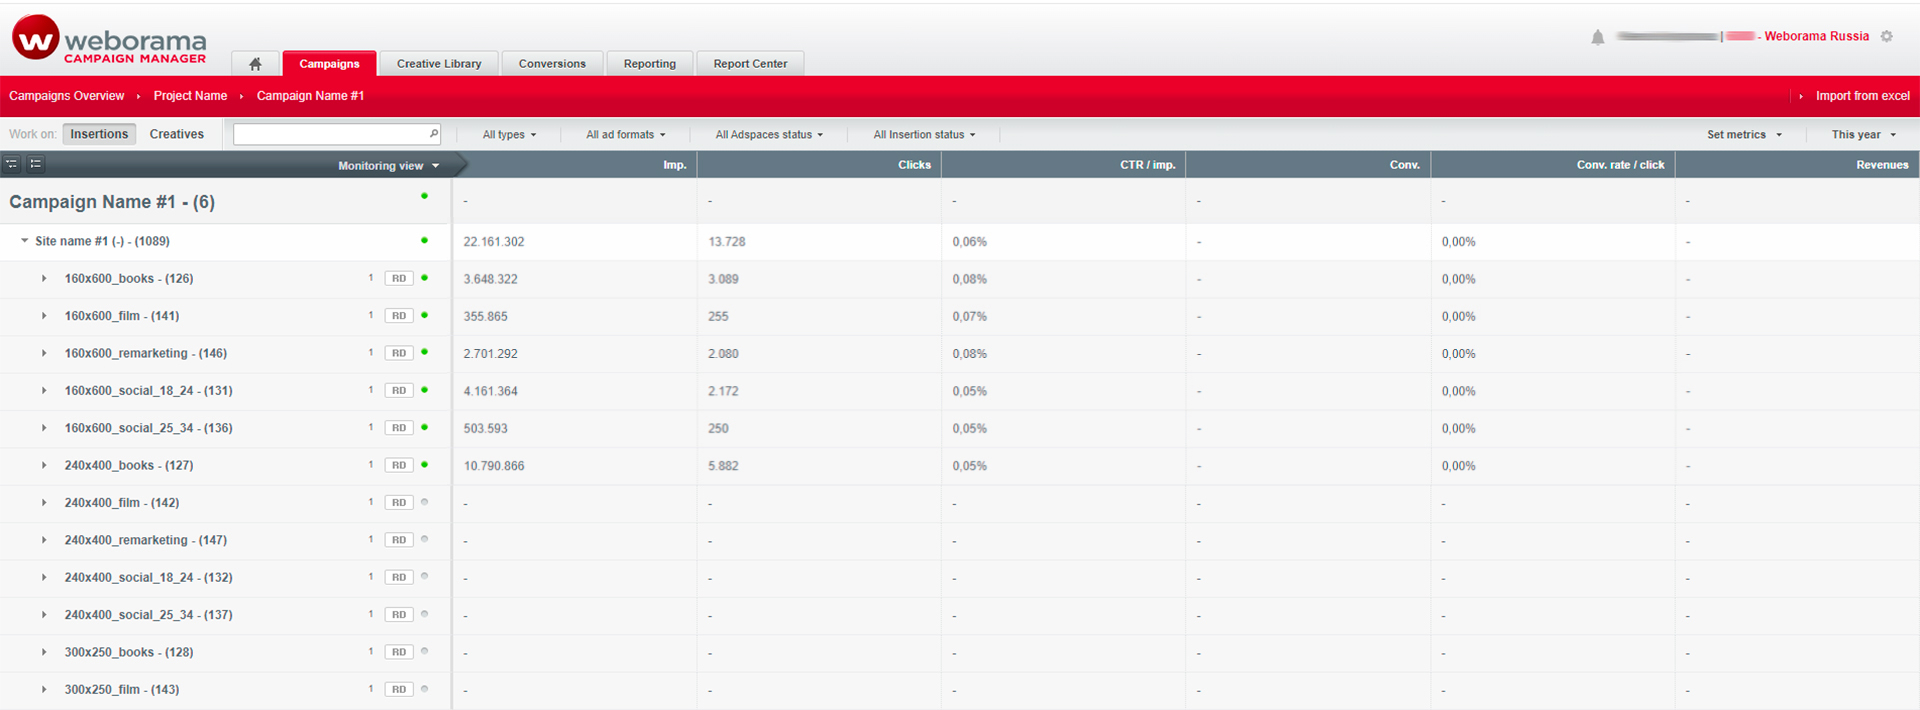 weborama
CAMPAIGN MANAGER
Campaigns Creative Library Conversions Reporting Report Center
- Weborama Russia
Campaigns Overview Project Name Campaign Name #1 Import from excel
Work on: Insertions Creatives All types All ad formats All Adspaces status All Insertion status Set metrics This year
Monitoring view Imp. Clicks CTR / imp. Conv. Conv. rate / click Revenues
Campaign Name #1 - (6) - - - - - -
Site name #1 (-) - (1089) 22.161.302 13.728 0,06% - 0,00% -
160x600_books - (126) 1 RD 3.648.322 3.089 0,08% - 0,00% -
160x600_film - (141) 1 RD 355.865 255 0,07% - 0,00% -
160x600_remarketing - (146) 1 RD 2.701.292 2.080 0,08% - 0,00% -
160x600_social_18_24 - (131) 1 RD 4.161.364 2.172 0,05% - 0,00% -
160x600_social_25_34 - (136) 1 RD 503.593 250 0,05% - 0,00% -
240x400_books - (127) 1 RD 10.790.866 5.882 0,05% - 0,00% -
240x400_film - (142) 1 RD - - - - - -
240x400_remarketing - (147) 1 RD - - - - - -
240x400_social_18_24 - (132) 1 RD - - - - - -
240x400_social_25_34 - (137) 1 RD - - - - - -
300x250_books - (128) 1 RD - - - - - -
300x250_film - (143) 1 RD - - - - - -